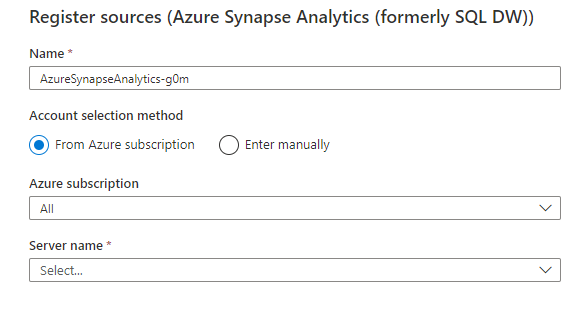 Register sources (Azure Synapse Analytics (formerly SQL DW))
Name *
AzureSynapseAnalytics-g0m
Account selection method
From Azure subscription Enter manually
Azure subscription
All
Server name *
Select...